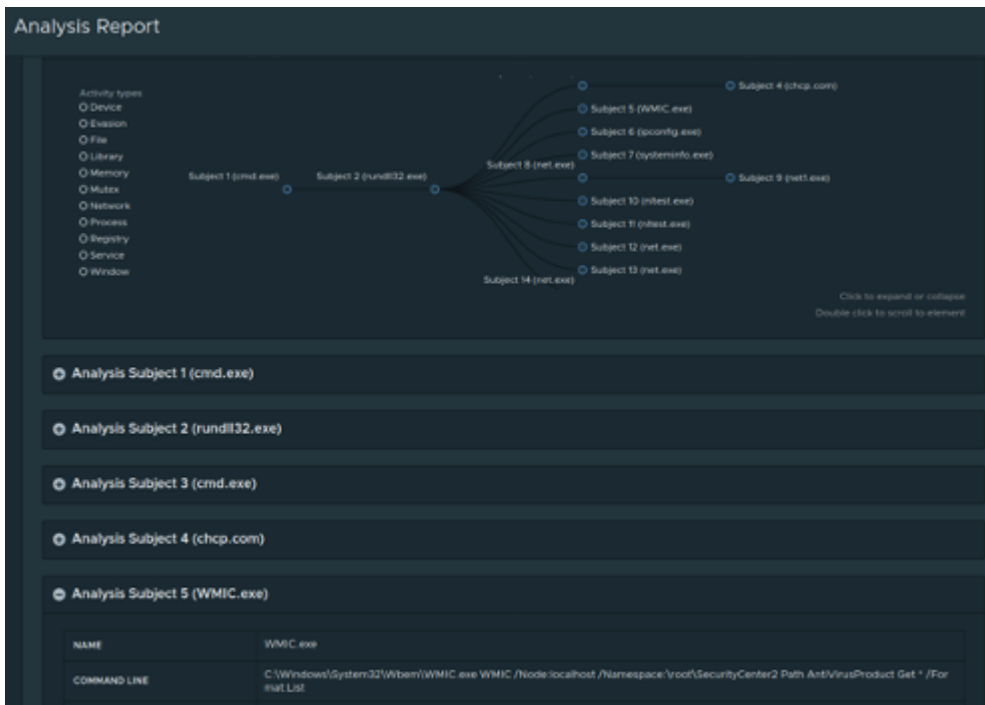 Analysis Report
Activity types
Device
Evasion
File
Library
Memory
Mutex
Network
Process
Registry
Service
Window
Subject 1 (cmd.exe)
Subject 2 (rundll32.exe)
Subject 4 (chcp.com)
Subject 5 (WMIC.exe)
Subject 6 (ipconfig.exe)
Subject 7 (systeminfo.exe)
Subject 8 (net.exe)
Subject 9 (net1.exe)
Subject 10 (nltest.exe)
Subject 11 (nltest.exe)
Subject 12 (net.exe)
Subject 13 (net.exe)
Subject 14 (net.exe)
Click to expand or collapse
Double click to scroll to element
Analysis Subject 1 (cmd.exe)
Analysis Subject 2 (rundll32.exe)
Analysis Subject 3 (cmd.exe)
Analysis Subject 4 (chcp.com)
Analysis Subject 5 (WMIC.exe)
NAME WMIC.exe
COMMAND LINE C:\Windows\System32\Wbem\WMIC.exe WMIC /Node:localhost /Namespace:\root\SecurityCenter2 Path AntiVirusProduct Get * /For
mat:List